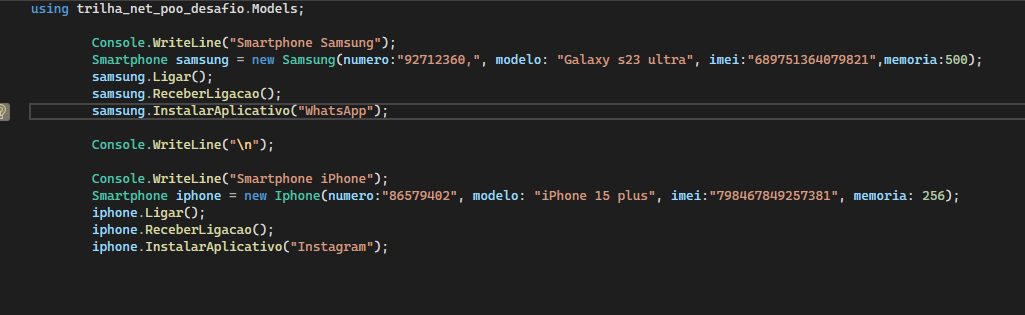 using trilha_net_poo_desafio.Models;
Console.WriteLine("Smartphone Samsung");
Smartphone samsung = new Samsung(numero:"92712360,", modelo: "Galaxy s23 ultra", imei:"689751364079821",memoria:500);
samsung.Ligar();
samsung.ReceberLigacao();
samsung.InstalarAplicativo("WhatsApp");
Console.WriteLine("\n");
Console.WriteLine("Smartphone iPhone");
Smartphone iphone = new Iphone(numero:"86579402", modelo: "iPhone 15 plus", imei:"798467849257381", memoria: 256);
iphone.Ligar();
iphone.ReceberLigacao();
iphone.InstalarAplicativo("Instagram");